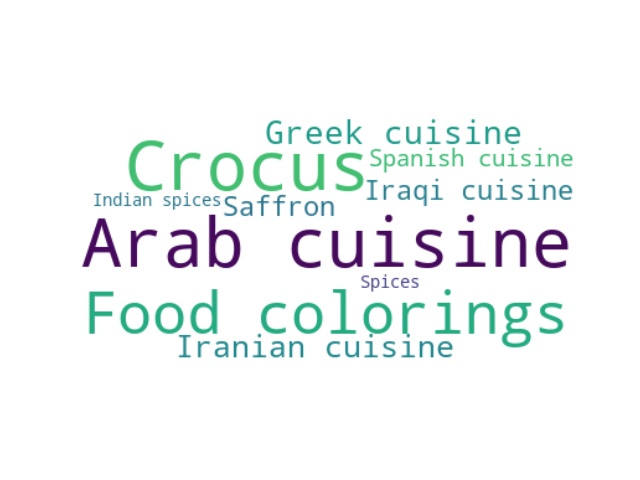 Greek cuisine
Crocus
Spanish cuisine
Iraqi cuisine
Indian spices
Saffron
Arab cuisine
Spices
Food colorings
Iranian cuisine